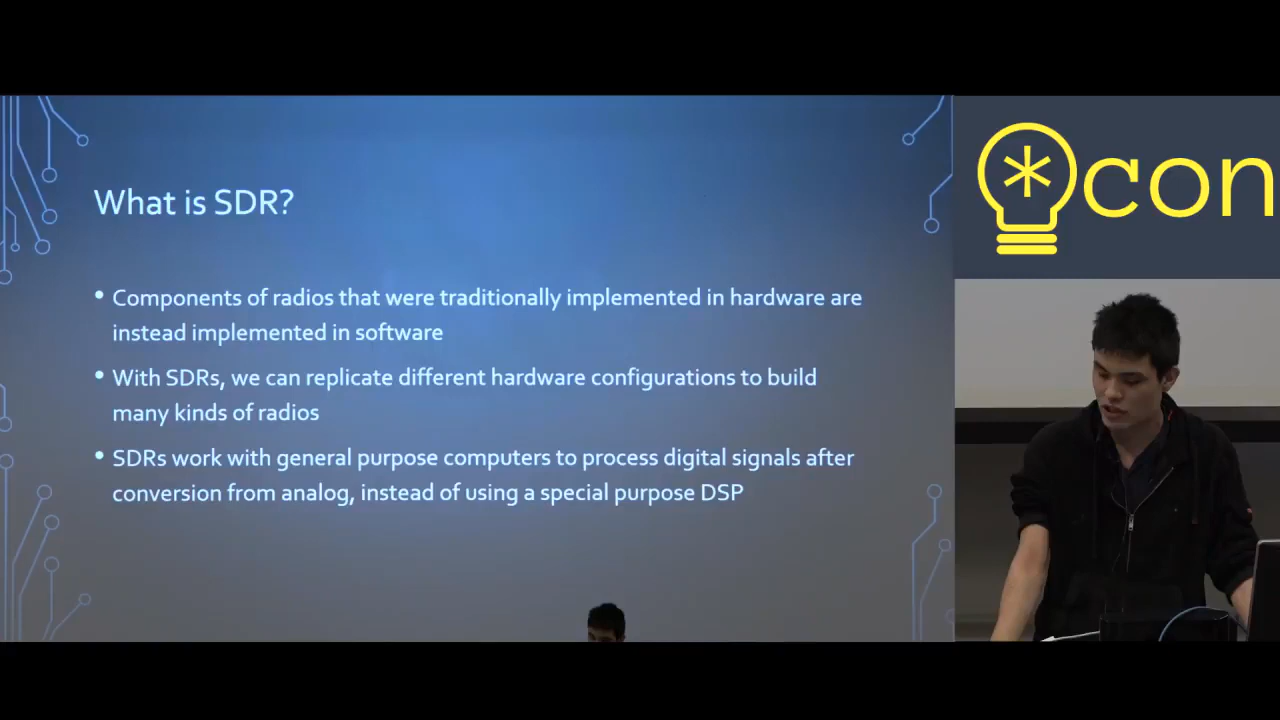 What is SDR?
• Components of radios that were traditionally implemented in hardware are
instead implemented in software
• With SDRs, we can replicate different hardware configurations to build
many kinds of radios
• SDRs work with general purpose computers to process digital signals after
conversion from analog, instead of using a special purpose DSP
*con